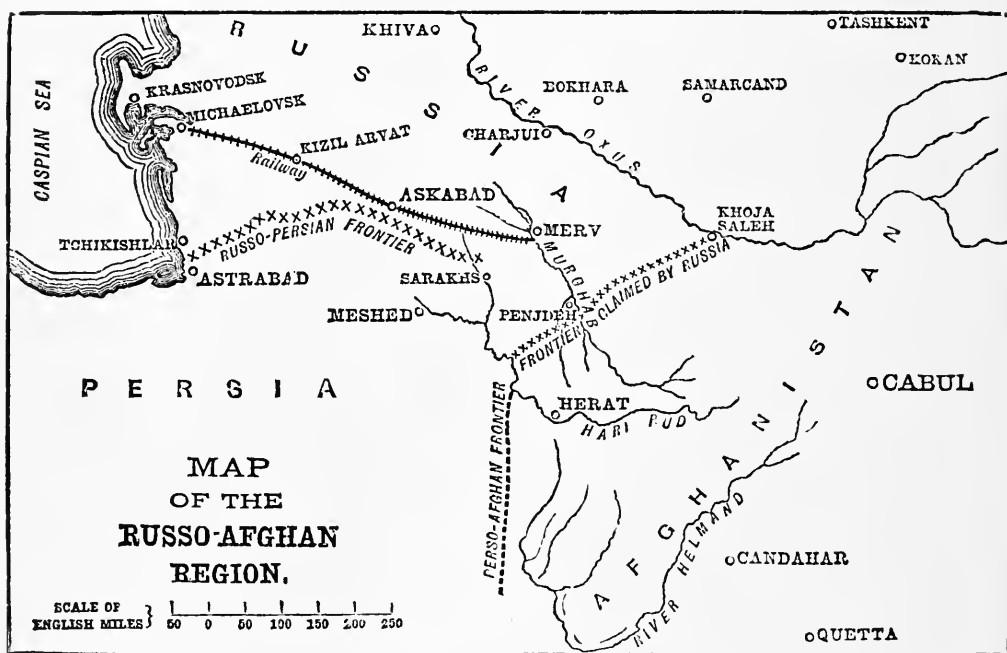 RUSSIA
KHIVA
TASHKENT
KOKAN
CASPIAN SEA
KRASNOVODSK
MICHAELOVSK
KIZIL ARVAT
Railway
RIVER OXUS
BOKHARA
SAMARCAND
CHARJUI
ASKABAD
MERV
KHOJA
SALEH
TCHIKISHLAR
RUSSO-PERSIAN FRONTIER
ASTRABAD
SARAKHS
MURGHAB
MESHED
PENJDEH
FRONTIER CLAIMED BY RUSSIA
PERSIA
HERAT
HARI RUD
CABUL
AFGHANISTAN
PERSO-AFGHAN FRONTIER
RIVER HELMAND
CANDAHAR
QUETTA
MAP
OF THE
RUSSO-AFGHAN
REGION.
SCALE OF
ENGLISH MILES
50 0 50 100 150 200 250